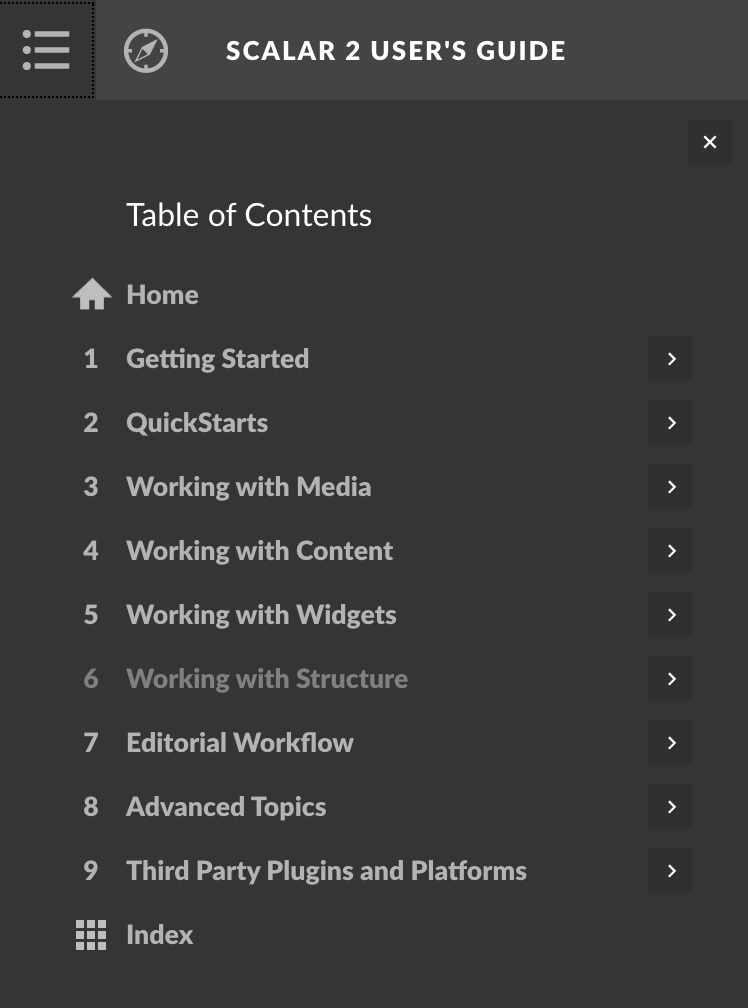 SCALAR 2 USER'S GUIDE
Table of Contents
Home
1 Getting Started
2 QuickStarts
3 Working with Media
4 Working with Content
5 Working with Widgets
6 Working with Structure
7 Editorial Workflow
8 Advanced Topics
9 Third Party Plugins and Platforms
Index